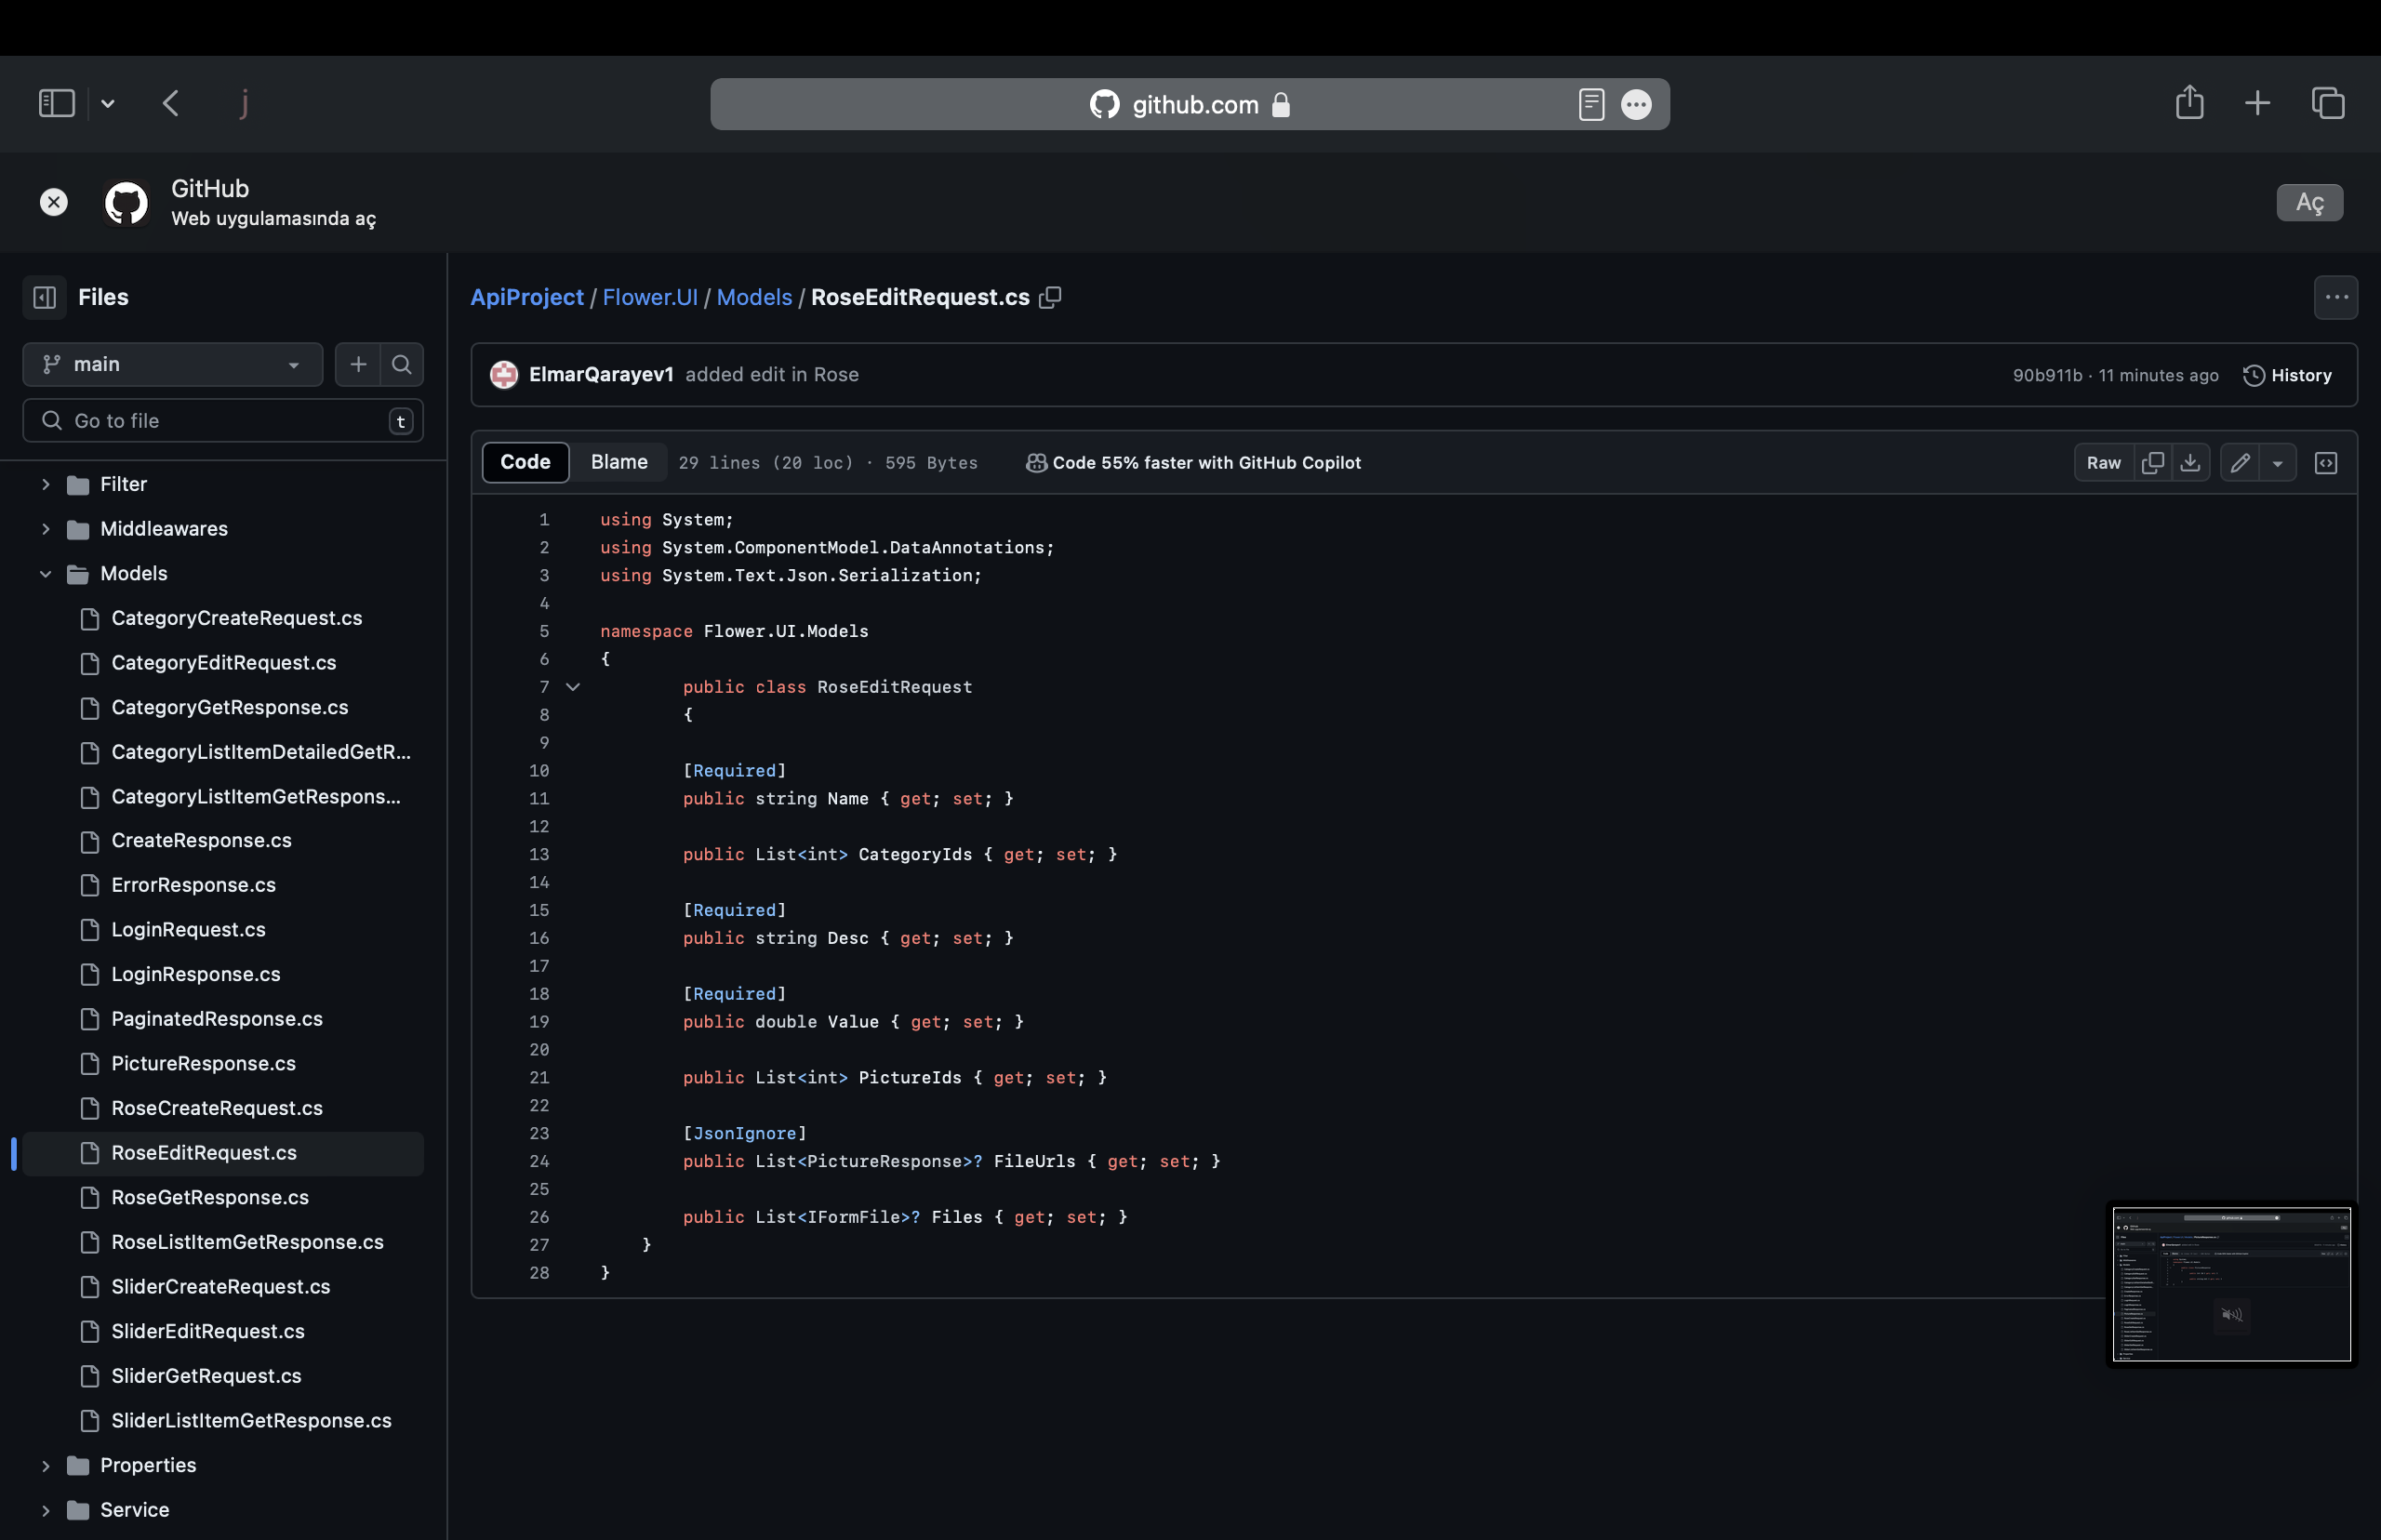 j
github.com
GitHub
Web uygulamasında aç
Aç
Files
main
Go to file
t
Filter
Middleawares
Models
CategoryCreateRequest.cs
CategoryEditRequest.cs
CategoryGetResponse.cs
CategoryListItemDetailedGetR...
CategoryListItemGetRespons...
CreateResponse.cs
ErrorResponse.cs
LoginRequest.cs
LoginResponse.cs
PaginatedResponse.cs
PictureResponse.cs
RoseCreateRequest.cs
RoseEditRequest.cs
RoseGetResponse.cs
RoseListItemGetResponse.cs
SliderCreateRequest.cs
SliderEditRequest.cs
SliderGetRequest.cs
SliderListItemGetResponse.cs
Properties
Service
ApiProject / Flower.UI / Models / RoseEditRequest.cs
ElmarQarayev1 added edit in Rose
90b911b · 11 minutes ago History
Code Blame 29 lines (20 loc) · 595 Bytes Code 55% faster with GitHub Copilot Raw
1 using System;
2 using System.ComponentModel.DataAnnotations;
3 using System.Text.Json.Serialization;
4
5 namespace Flower.UI.Models
6 {
7 public class RoseEditRequest
8 {
9
10 [Required]
11 public string Name { get; set; }
12
13 public List<int> CategoryIds { get; set; }
14
15 [Required]
16 public string Desc { get; set; }
17
18 [Required]
19 public double Value { get; set; }
20
21 public List<int> PictureIds { get; set; }
22
23 [JsonIgnore]
24 public List<PictureResponse>? FileUrls { get; set; }
25
26 public List<IFormFile>? Files { get; set; }
27 }
28 }